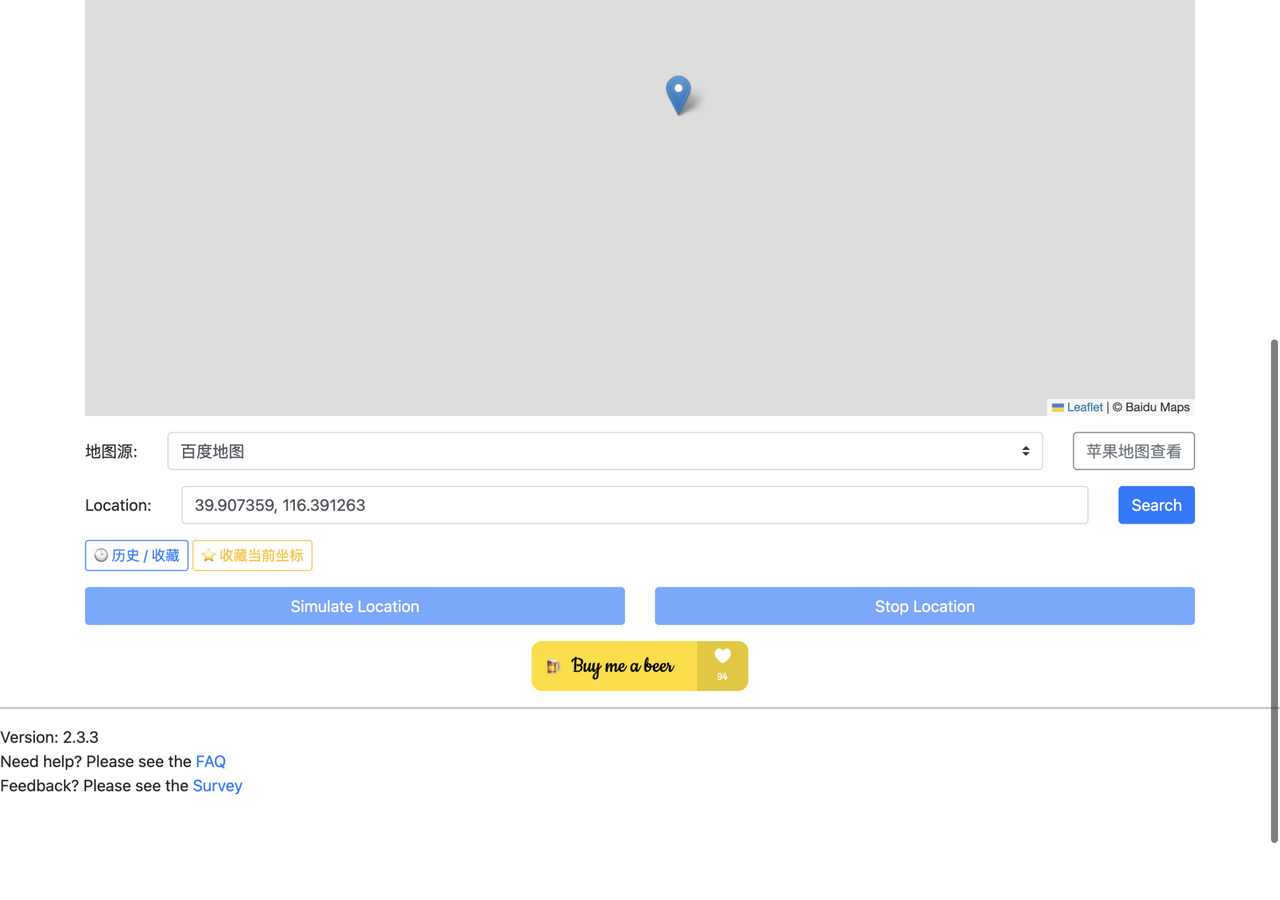 Leaflet | © Baidu Maps
地图源: 百度地图 苹果地图查看
Location: 39.907359, 116.391263 Search
🕒 历史 / 收藏 ⭐ 收藏当前坐标
Simulate Location Stop Location
🍺 Buy me a beer 94
Version: 2.3.3
Need help? Please see the FAQ
Feedback? Please see the Survey